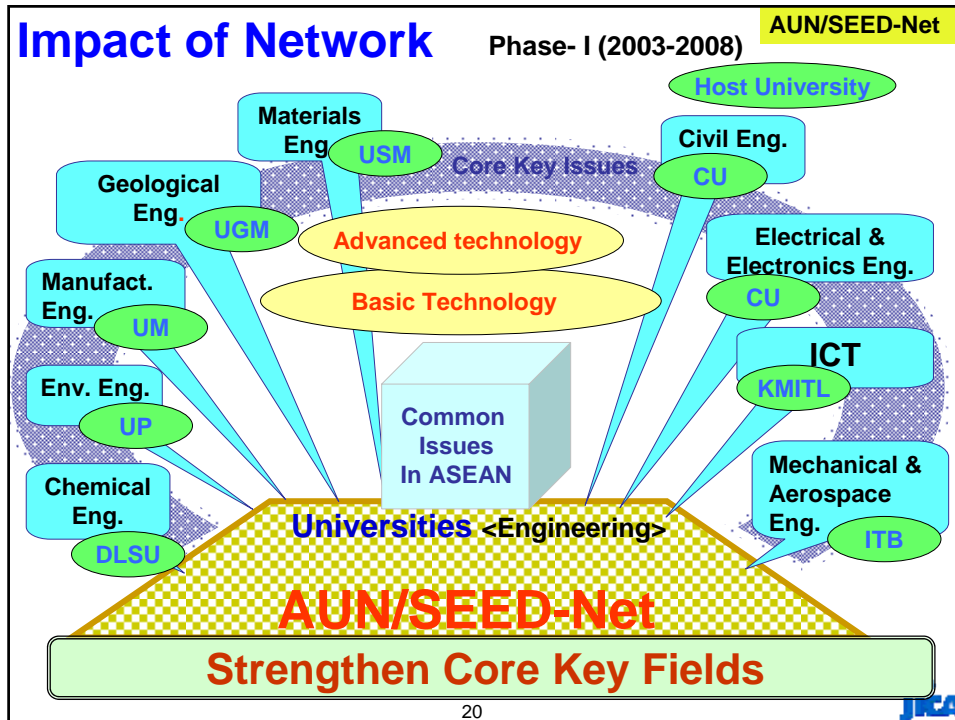 Impact of Network
Phase- I (2003-2008)
AUN/SEED-Net
Host University
Materials
Eng.
USM
Core Key Issues
Civil Eng.
CU
Geological
Eng.
UGM
Advanced technology
Electrical &
Electronics Eng.
CU
Manufact.
Eng.
UM
Basic Technology
ICT
KMITL
Env. Eng.
UP
Common
Issues
In ASEAN
Chemical
Eng.
DLSU
Mechanical &
Aerospace
Eng.
ITB
Universities <Engineering>
AUN/SEED-Net
Strengthen Core Key Fields
20
JICA